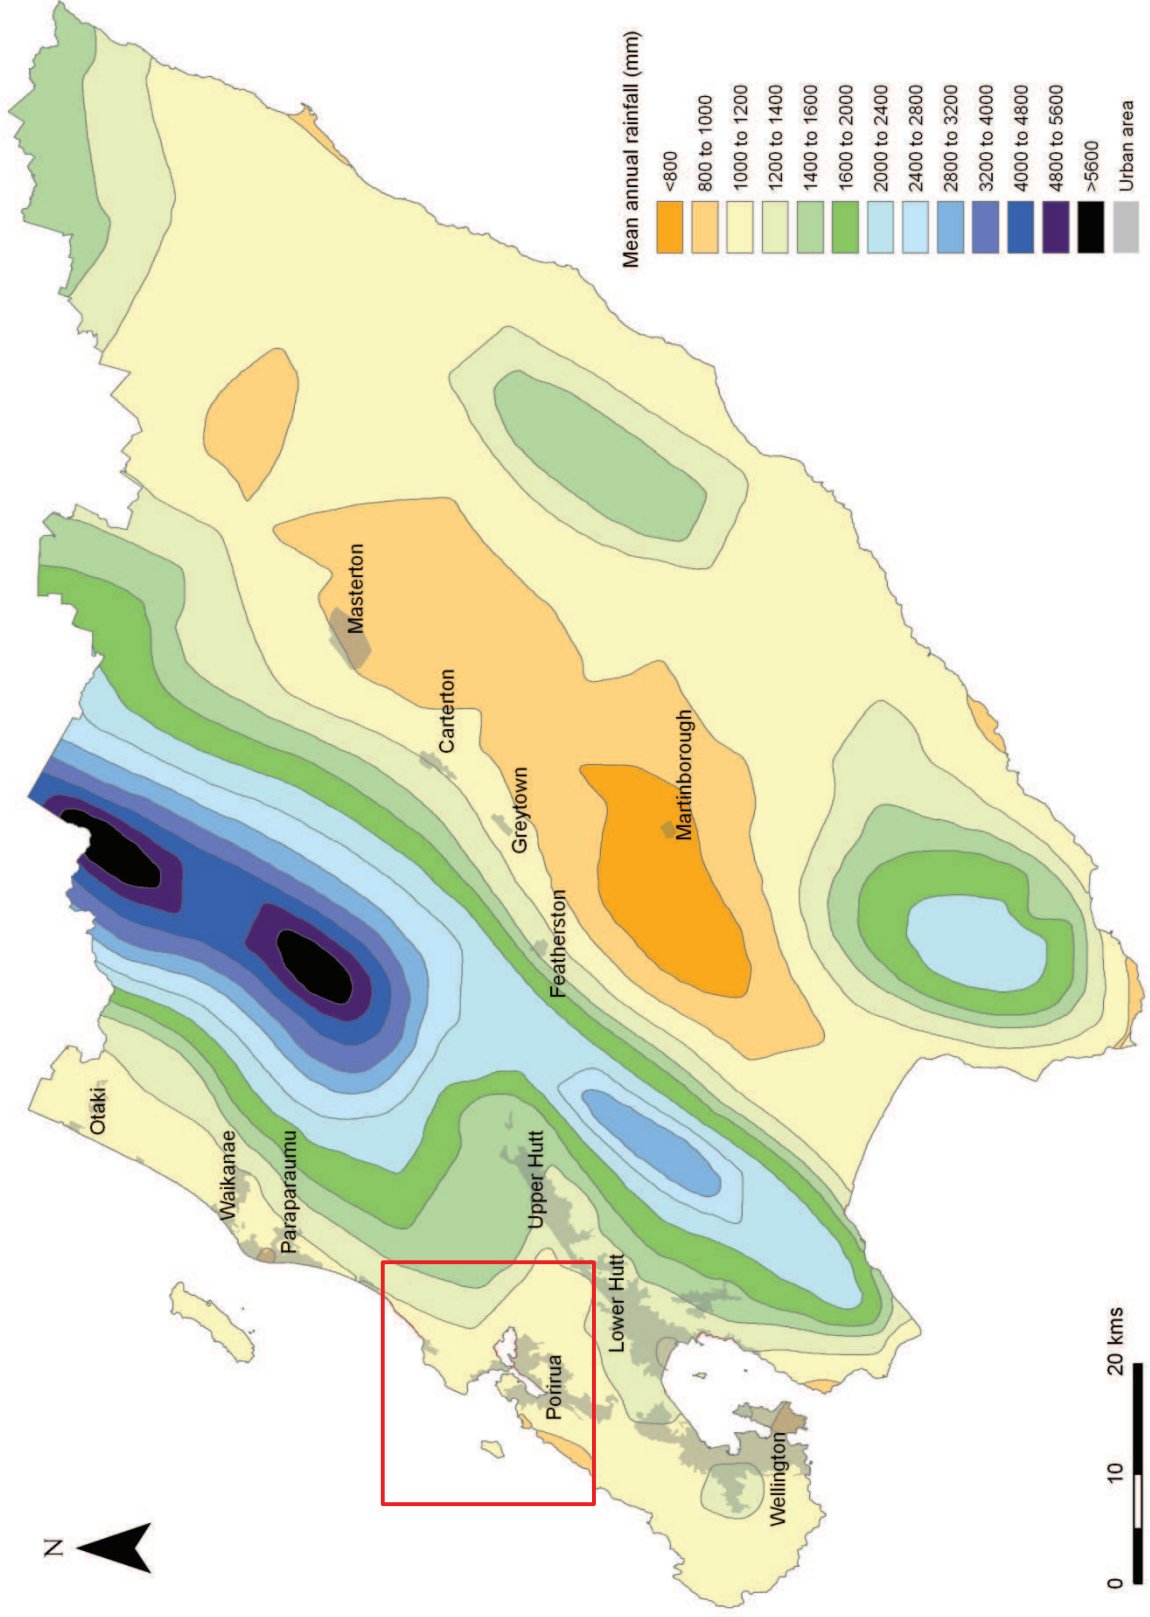 N
Otaki
Waikanae
Paraparaumu
Masterton
Carterton
Greytown
Featherston
Martinborough
Upper Hutt
Lower Hutt
Porirua
Wellington
Mean annual rainfall (mm)
<800
800 to 1000
1000 to 1200
1200 to 1400
1400 to 1600
1600 to 2000
2000 to 2400
2400 to 2800
2800 to 3200
3200 to 4000
4000 to 4800
4800 to 5600
>5600
Urban area
0 10 20 kms